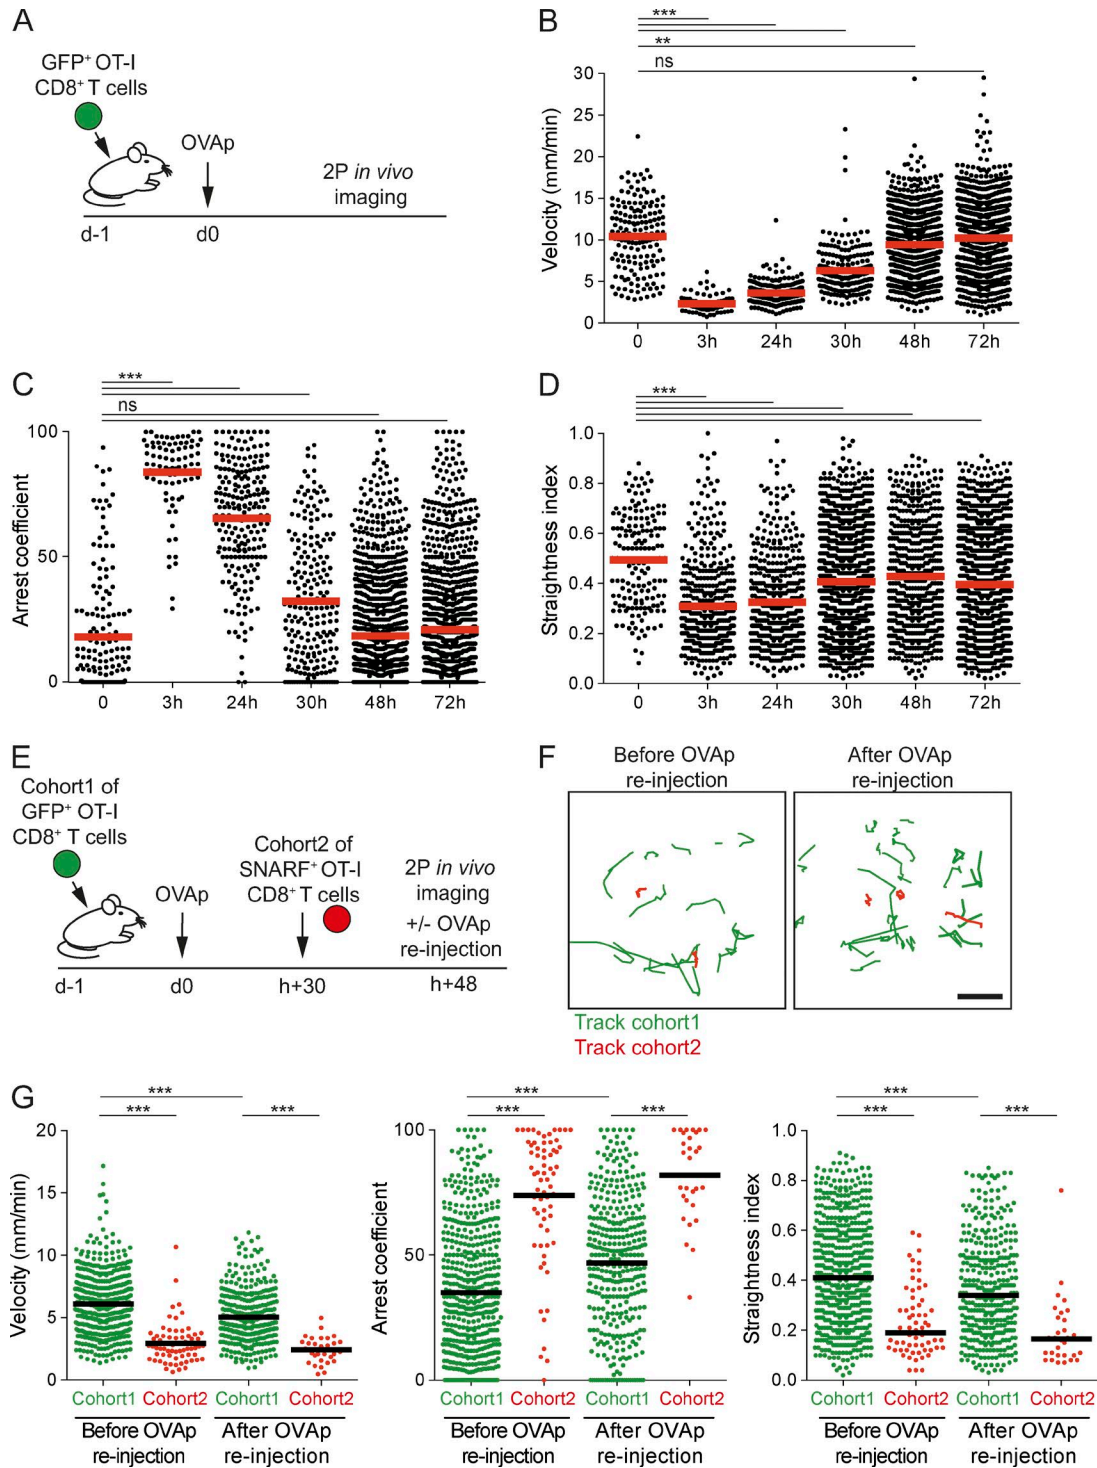 A
GFP+ OT-I
CD8+ T cells
OVAp
2P in vivo
imaging
d-1
d0
B
***
**
ns
Velocity (mm/min)
30
25
20
15
10
5
0
0
3h
24h
30h
48h
72h
C
***
ns
Arrest coefficient
100
50
0
0
3h
24h
30h
48h
72h
D
***
Straightness index
1.0
0.8
0.6
0.4
0.2
0.0
0
3h
24h
30h
48h
72h
E
Cohort1 of
GFP+ OT-I
CD8+ T cells
OVAp
Cohort2 of
SNARF+ OT-I
CD8+ T cells
2P in vivo
imaging
+/- OVAp
re-injection
d-1
d0
h+30
h+48
F
Before OVAp
re-injection
After OVAp
re-injection
Track cohort1
Track cohort2
G
***
***
***
Velocity (mm/min)
20
15
10
5
0
Cohort1
Cohort2
Cohort1
Cohort2
Before OVAp
re-injection
After OVAp
re-injection
***
***
***
Arrest coefficient
100
50
0
Cohort1
Cohort2
Cohort1
Cohort2
Before OVAp
re-injection
After OVAp
re-injection
***
***
***
Straightness index
1.0
0.8
0.6
0.4
0.2
0.0
Cohort1
Cohort2
Cohort1
Cohort2
Before OVAp
re-injection
After OVAp
re-injection